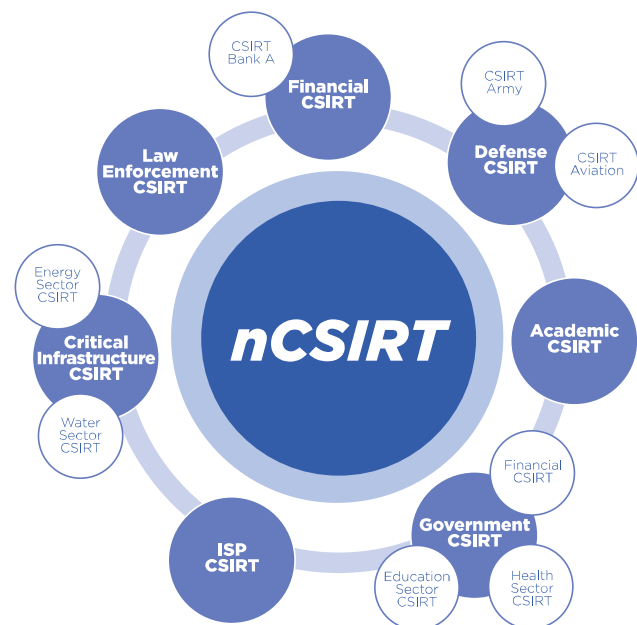 CSIRT
Bank A
Financial
CSIRT
CSIRT
Army
Defense
CSIRT
CSIRT
Aviation
Law
Enforcement
CSIRT
Energy
Sector
CSIRT
Critical
Infrastructure
CSIRT
Water
Sector
CSIRT
nCSIRT
Academic
CSIRT
Financial
CSIRT
Government
CSIRT
Education
Sector
CSIRT
Health
Sector
CSIRT
ISP
CSIRT